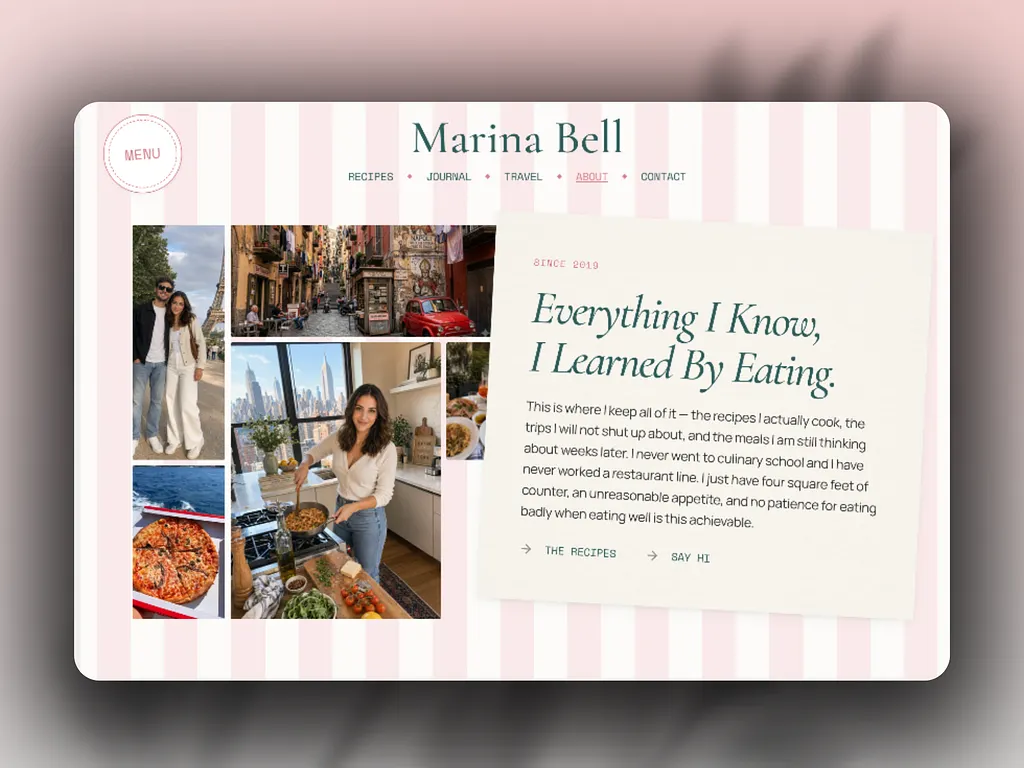 MENU
Marina Bell
RECIPES ◆ JOURNAL ◆ TRAVEL ◆ ABOUT ◆ CONTACT
NAPOLI
SINCE 2019
Everything I Know,
I Learned By Eating.
This is where I keep all of it — the recipes I actually cook, the
trips I will not shut up about, and the meals I am still thinking
about weeks later. I never went to culinary school and I have
never worked a restaurant line. I just have four square feet of
counter, an unreasonable appetite, and no patience for eating
badly when eating well is this achievable.
→ THE RECIPES → SAY HI